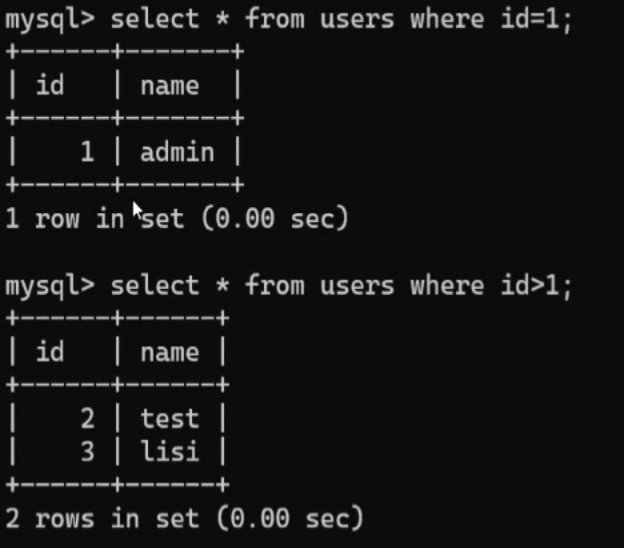 mysql> select * from users where id=1;
+------+-------+
| id   | name  |
+------+-------+
|    1 | admin |
+------+-------+
1 row in set (0.00 sec)
mysql> select * from users where id>1;
+------+------+
| id   | name |
+------+------+
|    2 | test |
|    3 | lisi |
+------+------+
2 rows in set (0.00 sec)